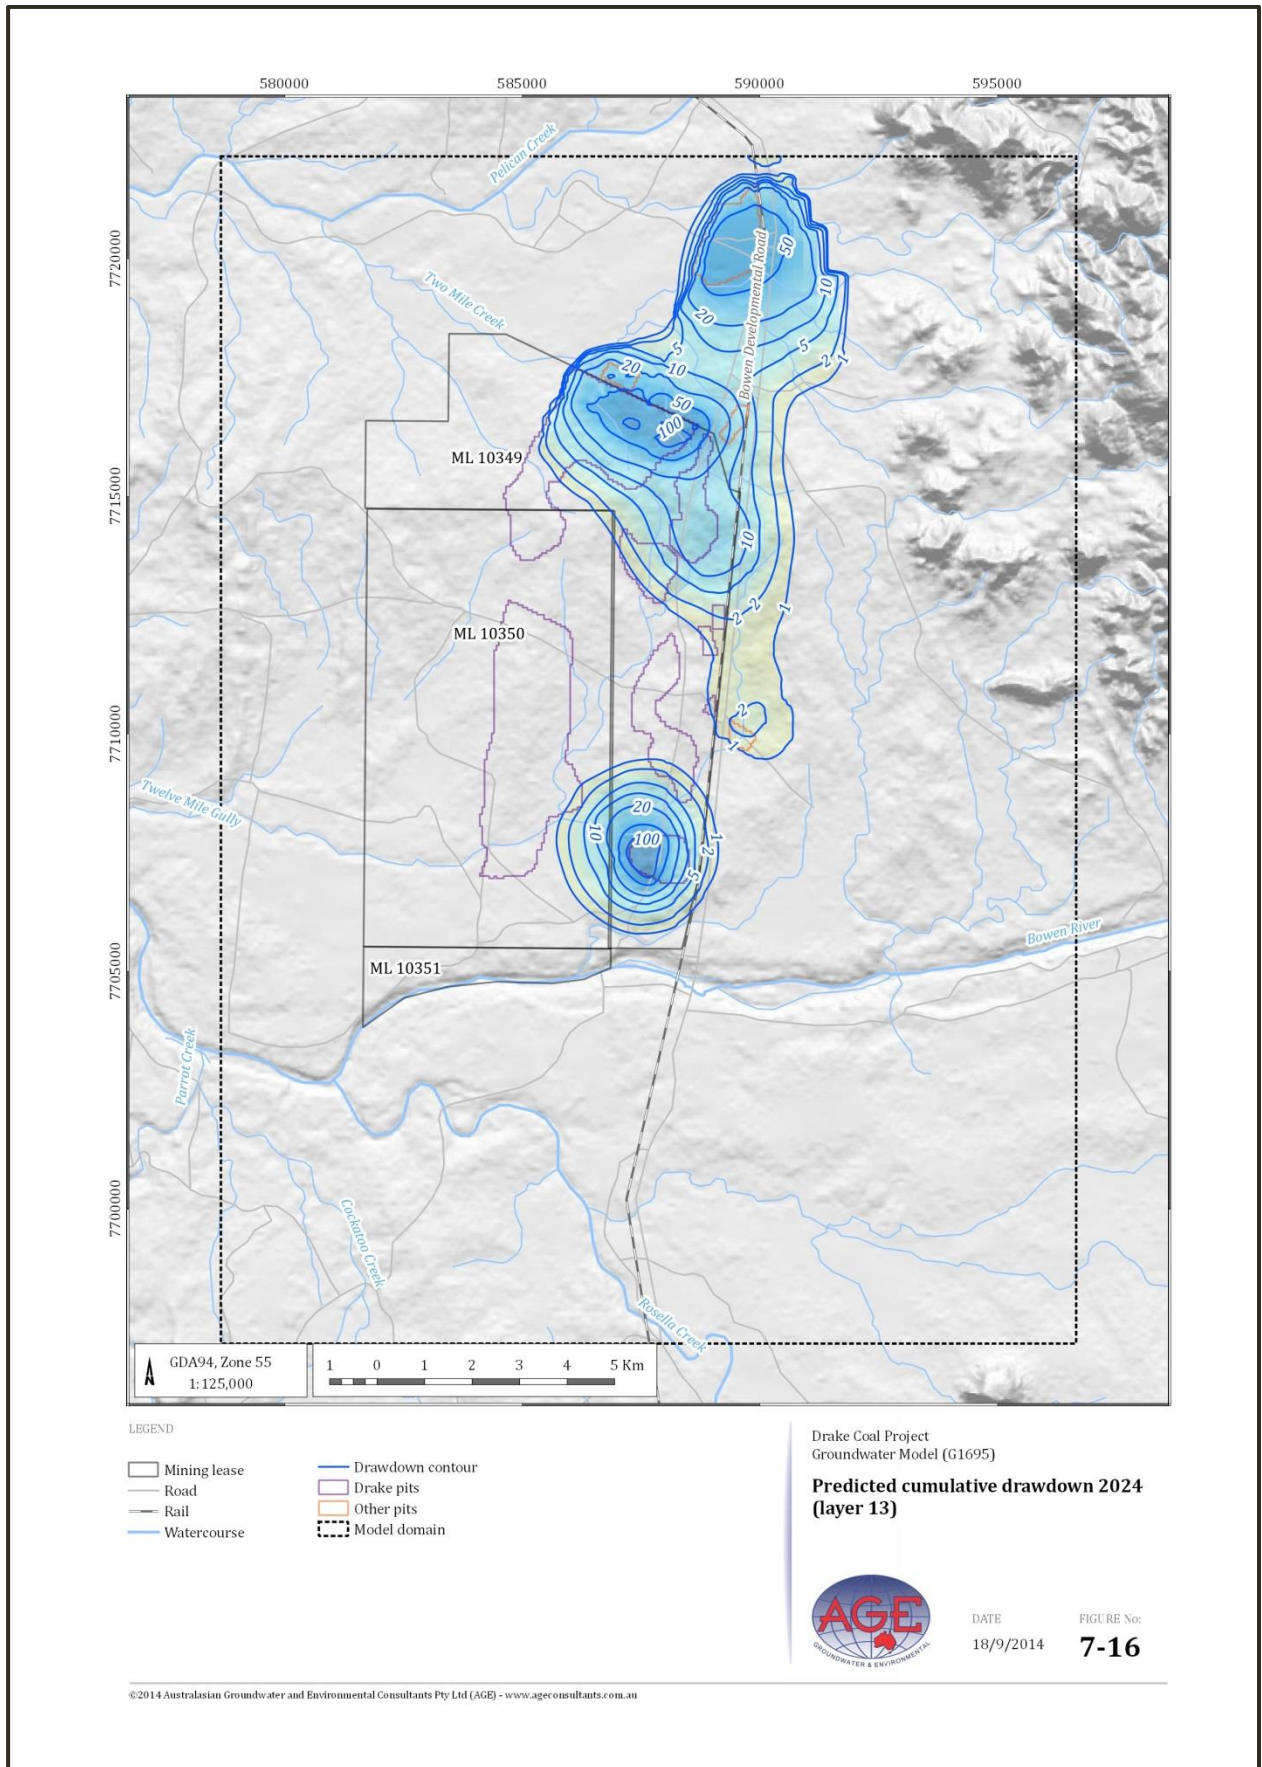 580000
585000
590000
595000
7720000
7715000
7710000
7705000
7700000
Pelican Creek
50
Two Mile Creek
Bowen Developmental Road
10
20
5
5
2
1
20
10
50
100
ML 10349
10
2
2
1
ML 10350
2
1
Twelve Mile Gully
20
10
100
1
2
5
Bowen River
ML 10351
Parrot Creek
Cockatoo Creek
Rosella Creek
N
GDA94, Zone 55
1:125,000
1 0 1 2 3 4 5 Km
LEGEND
Mining lease
Road
Rail
Watercourse
Drawdown contour
Drake pits
Other pits
Model domain
Drake Coal Project
Groundwater Model (G1695)
Predicted cumulative drawdown 2024
(layer 13)
AGE
GROUNDWATER & ENVIRONMENTAL
DATE
18/9/2014
FIGURE No:
7-16
©2014 Australasian Groundwater and Environmental Consultants Pty Ltd (AGE) - www.ageconsultants.com.au